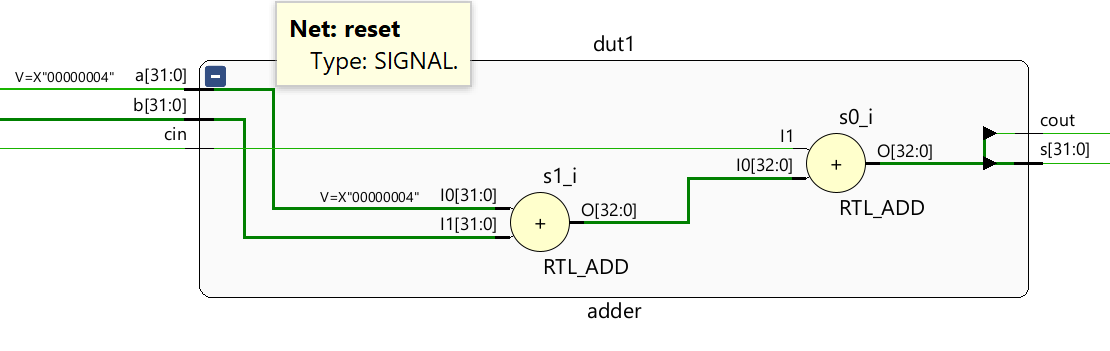 Net: reset
Type: SIGNAL.
dut1
V=X"00000004"
a[31:0]
b[31:0]
cin
s0_i
cout
I1
O[32:0]
s[31:0]
I0[32:0]
+
s1_i
V=X"00000004"
I0[31:0]
O[32:0]
RTL_ADD
I1[31:0]
+
RTL_ADD
adder